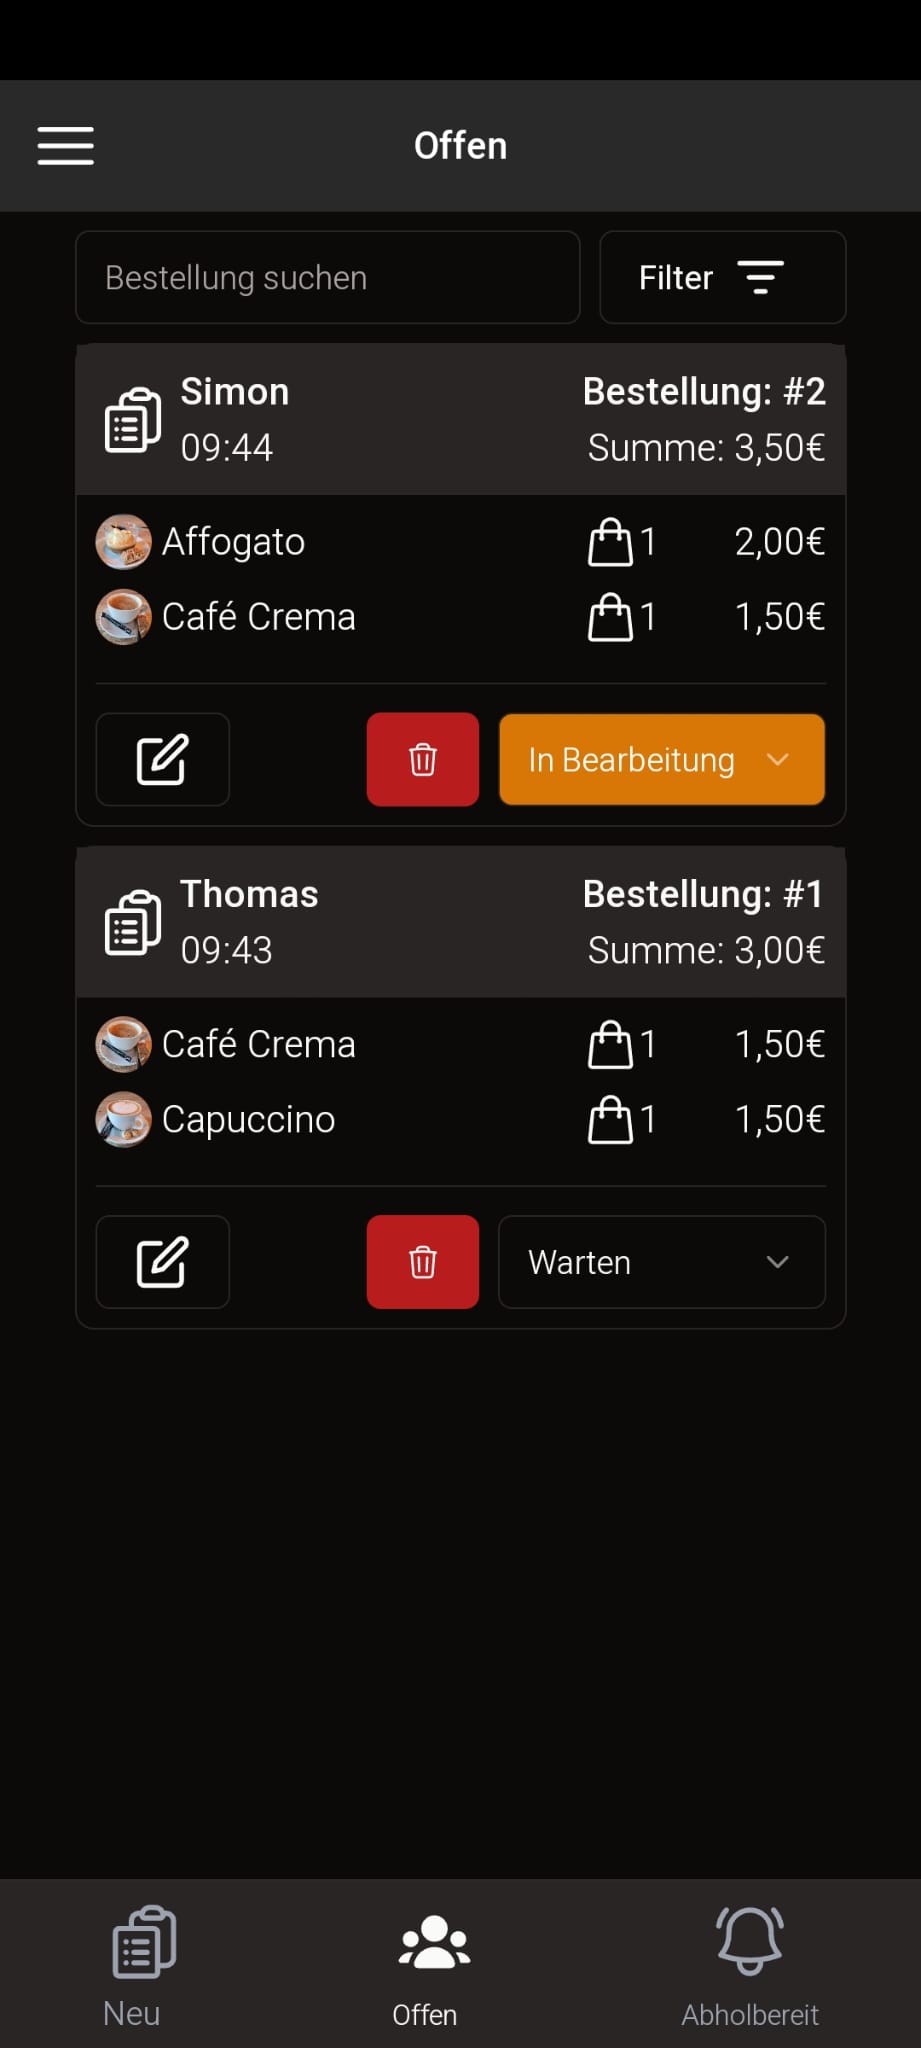 Offen
Bestellung suchen
Filter
Simon
Bestellung: #2
09:44
Summe: 3,50€
Affogato 1 2,00€
Café Crema 1 1,50€
In Bearbeitung
Thomas
Bestellung: #1
09:43
Summe: 3,00€
Café Crema 1 1,50€
Capuccino 1 1,50€
Warten
Neu
Offen
Abholbereit